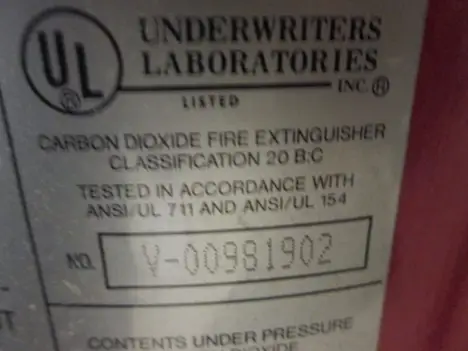 UL ®
UNDERWRITERS
LABORATORIES
INC. ®
LISTED
CARBON DIOXIDE FIRE EXTINGUISHER
CLASSIFICATION 20 B:C
TESTED IN ACCORDANCE WITH
ANSI/UL 711 AND ANSI/UL 154
NO. V-00981902
CONTENTS UNDER PRESSURE
DIOXIDE